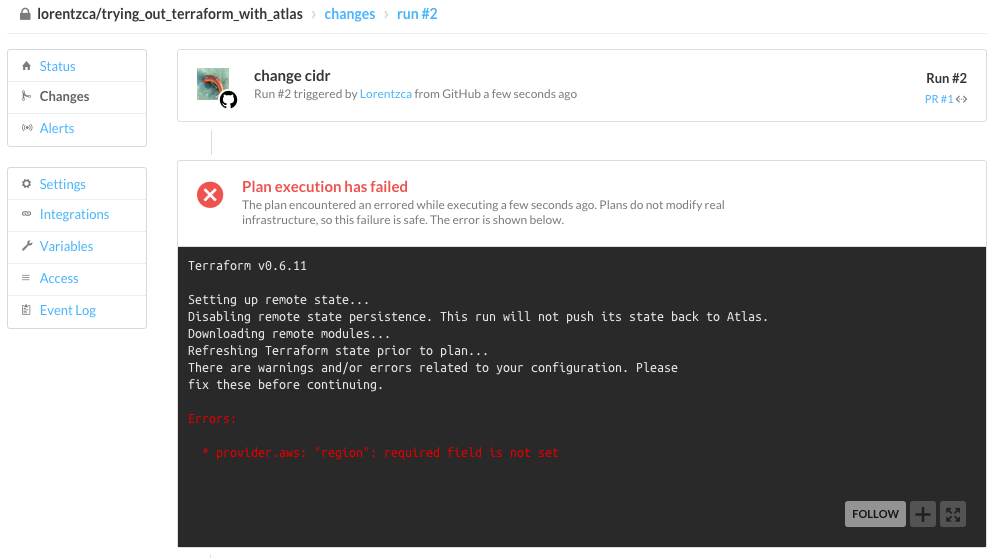 lorentzca/trying_out_terraform_with_atlas › changes › run #2
Status
Changes
Alerts
Settings
Integrations
Variables
Access
Event Log
change cidr
Run #2 triggered by Lorentzca from GitHub a few seconds ago
Run #2
PR #1
Plan execution has failed
The plan encountered an errored while executing a few seconds ago. Plans do not modify real
infrastructure, so this failure is safe. The error is shown below.
Terraform v0.6.11
Setting up remote state...
Disabling remote state persistence. This run will not push its state back to Atlas.
Downloading remote modules...
Refreshing Terraform state prior to plan...
There are warnings and/or errors related to your configuration. Please
fix these before continuing.
Errors:
* provider.aws: "region": required field is not set
FOLLOW